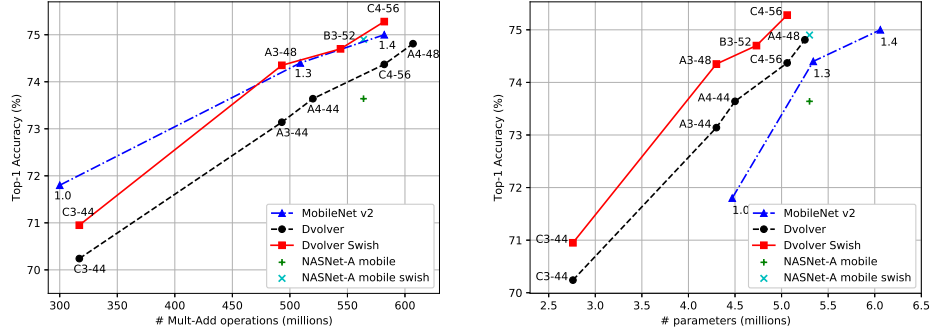 C4-56
75
B3-52
1.4
A3-48
A4-48
1.3
C4-56
74
A4-44
A3-44
73
Top-1 Accuracy (%)
72
1.0
C3-44
71
C3-44
70
MobileNet v2
Dvolver
Dvolver Swish
NASNet-A mobile
NASNet-A mobile swish
300 350 400 450 500 550 600
# Mult-Add operations (millions)
C4-56
75
A4-48
B3-52
1.4
A3-48
C4-56
1.3
74
A4-44
A3-44
73
Top-1 Accuracy (%)
72
1.0
C3-44
71
C3-44
70
MobileNet v2
Dvolver
Dvolver Swish
NASNet-A mobile
NASNet-A mobile swish
2.5 3.0 3.5 4.0 4.5 5.0 5.5 6.0 6.5
# parameters (millions)